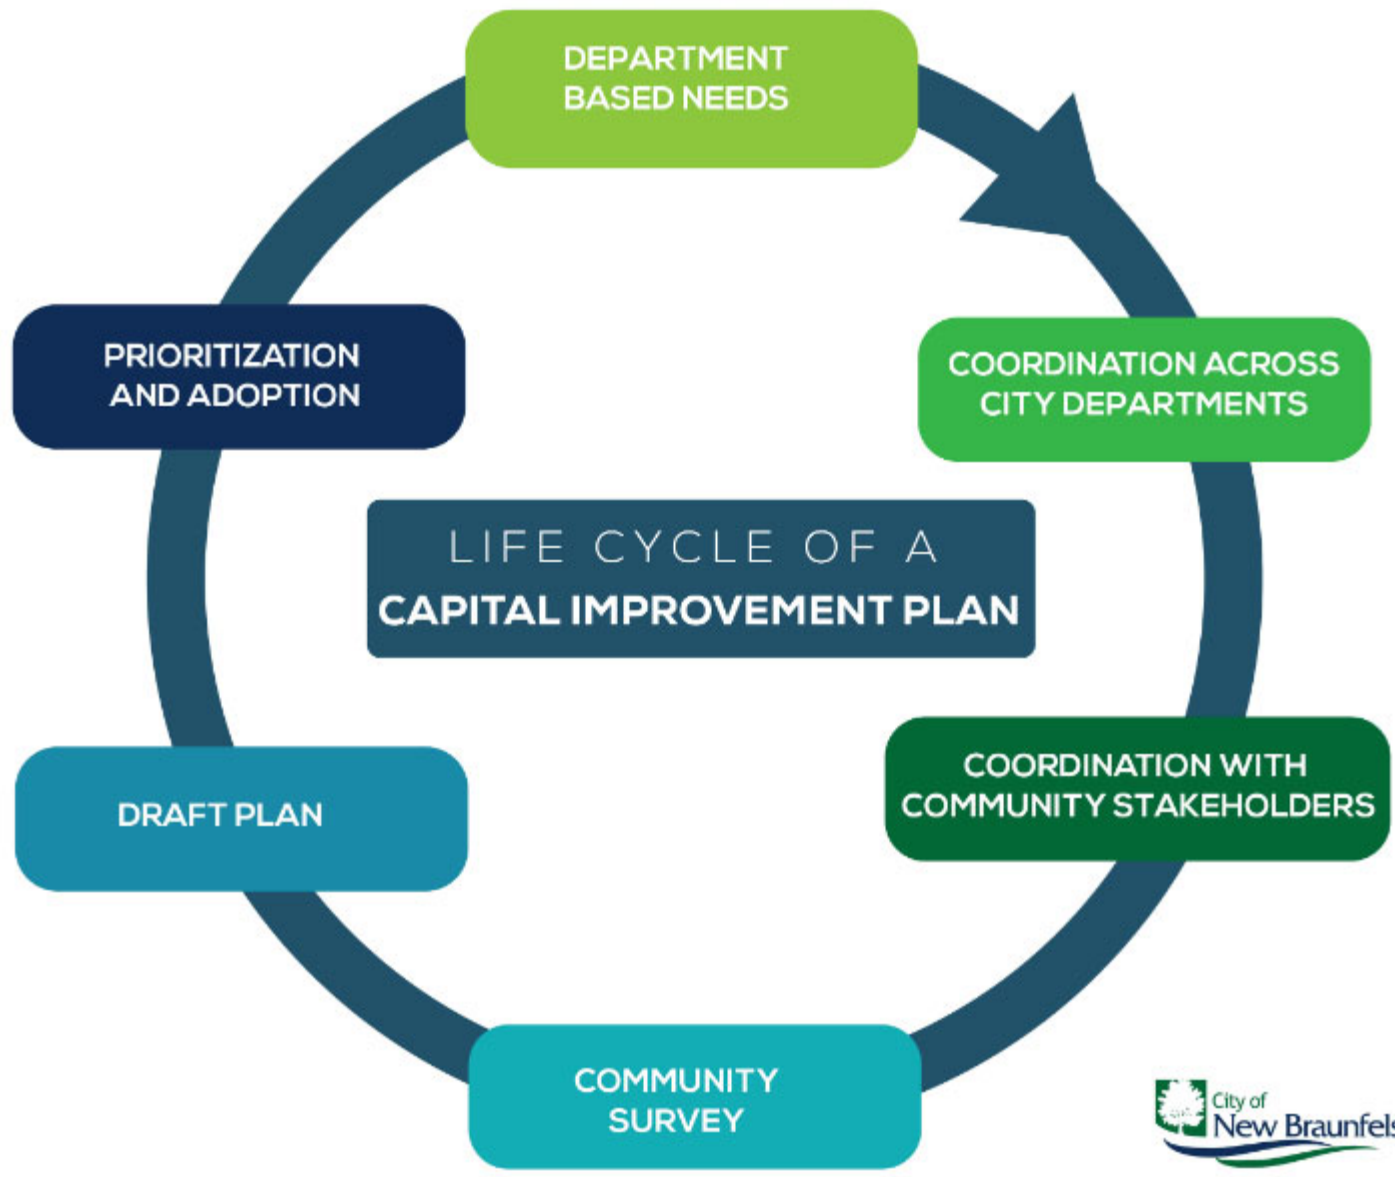 DEPARTMENT
BASED NEEDS
COORDINATION ACROSS
CITY DEPARTMENTS
COORDINATION WITH
COMMUNITY STAKEHOLDERS
COMMUNITY
SURVEY
DRAFT PLAN
PRIORITIZATION
AND ADOPTION
LIFE CYCLE OF A
CAPITAL IMPROVEMENT PLAN
City of
New Braunfels